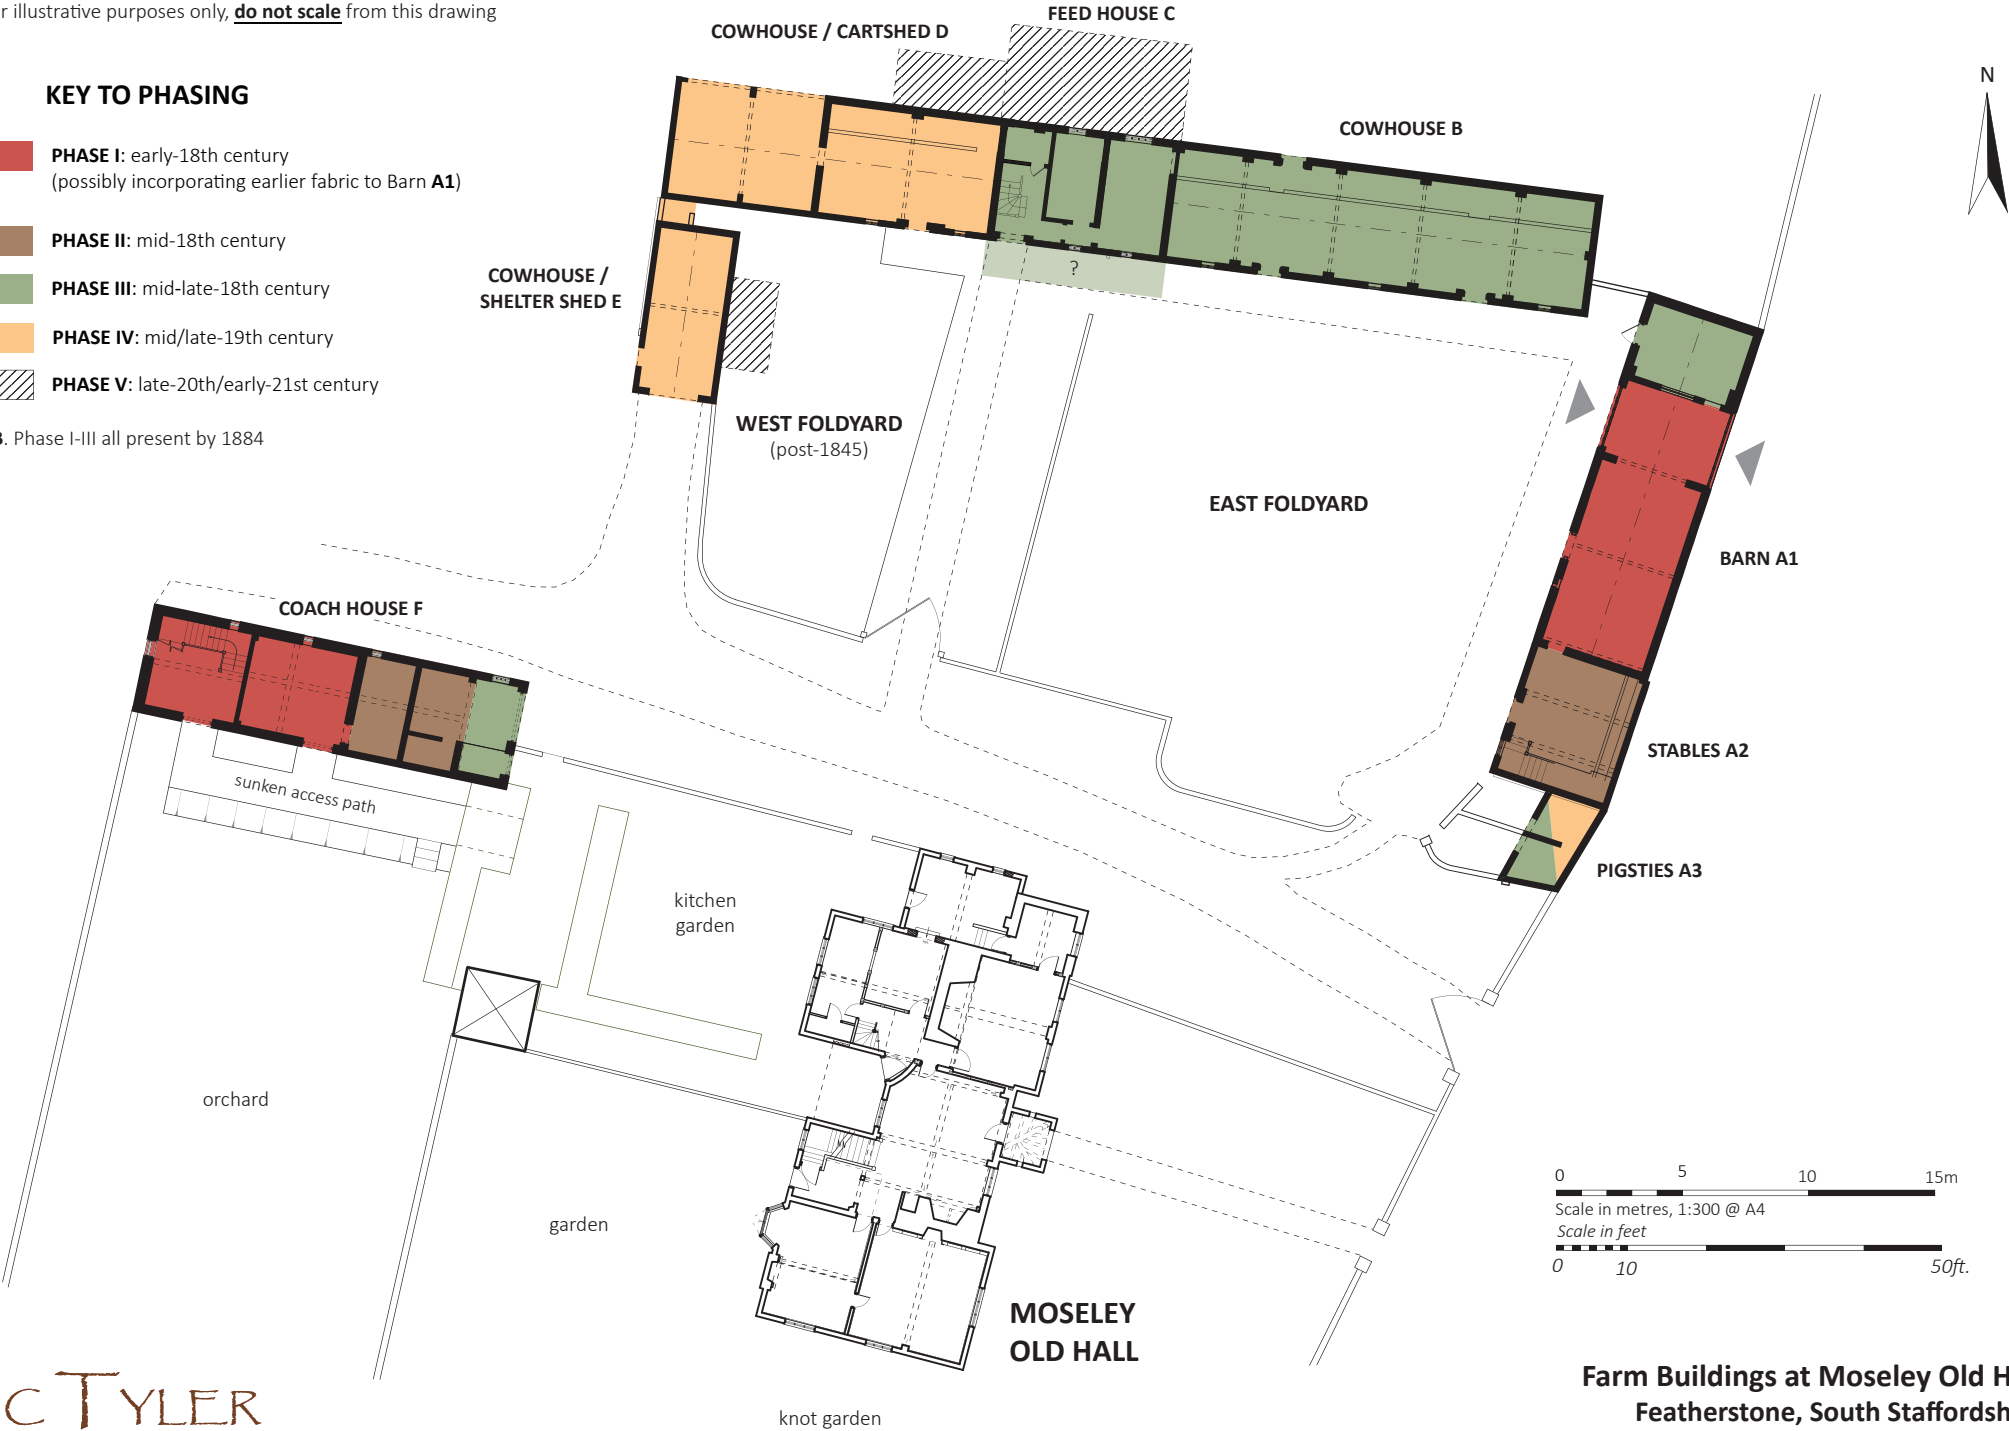 r illustrative purposes only, do not scale from this drawing
KEY TO PHASING
PHASE I: early-18th century
(possibly incorporating earlier fabric to Barn A1)
PHASE II: mid-18th century
PHASE III: mid-late-18th century
PHASE IV: mid/late-19th century
PHASE V: late-20th/early-21st century
. Phase I-III all present by 1884
COWHOUSE / CARTSHED D
FEED HOUSE C
COWHOUSE B
N
COWHOUSE /
SHELTER SHED E
?
WEST FOLDYARD
(post-1845)
EAST FOLDYARD
BARN A1
COACH HOUSE F
STABLES A2
sunken access path
PIGSTIES A3
kitchen
garden
orchard
garden
0 5 10 15m
Scale in metres, 1:300 @ A4
Scale in feet
0 10 50ft.
MOSELEY
OLD HALL
knot garden
C TYLER
Farm Buildings at Moseley Old H
Featherstone, South Staffordsh